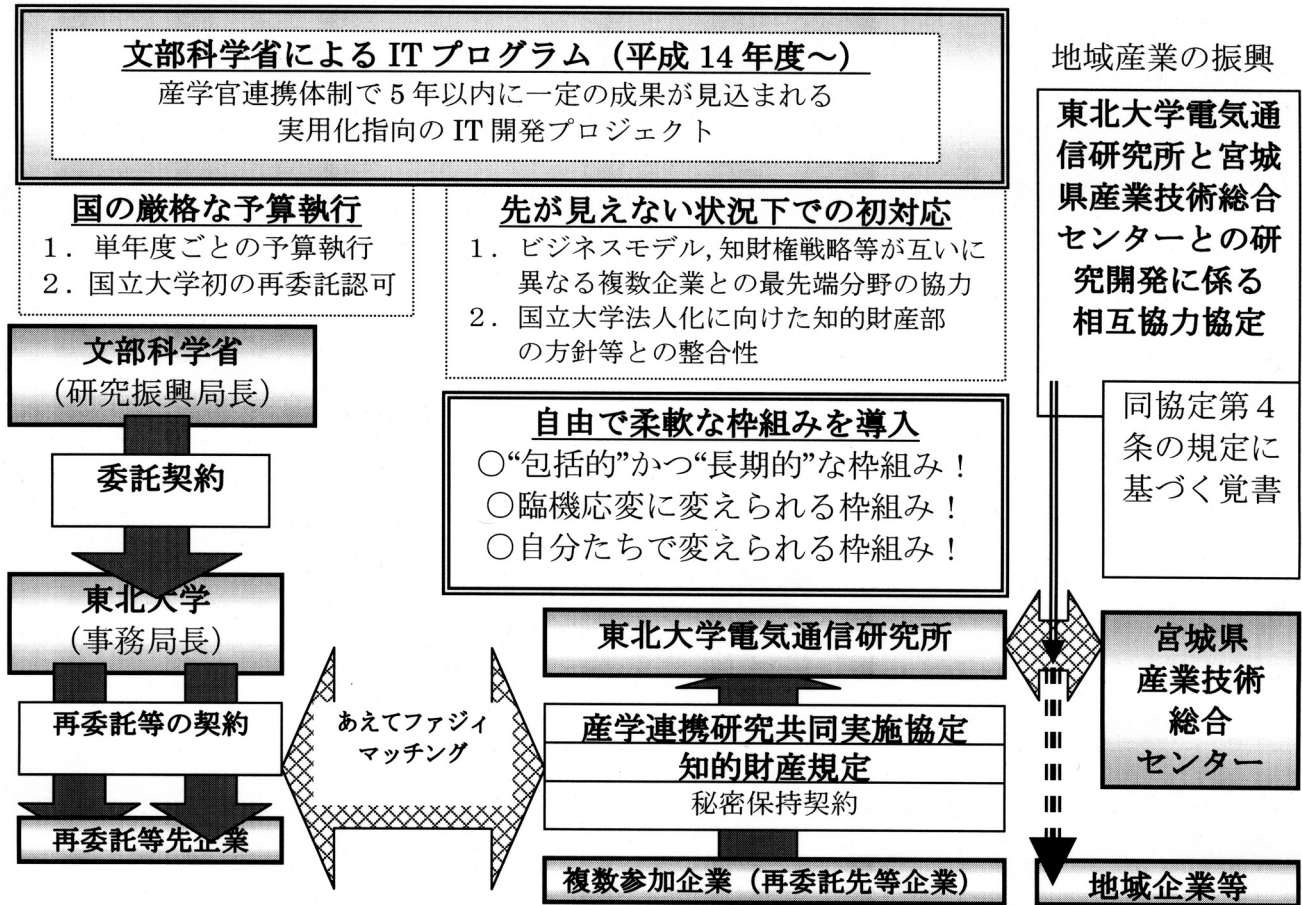 文部科学省による IT プログラム（平成 14 年度～）
産学官連携体制で 5 年以内に一定の成果が見込まれる
実用化指向の IT 開発プロジェクト
国の厳格な予算執行
1．単年度ごとの予算執行
2．国立大学初の再委託認可
先が見えない状況下での初対応
1．ビジネスモデル，知財権戦略等が互いに
異なる複数企業との最先端分野の協力
2．国立大学法人化に向けた知的財産部
の方針等との整合性
文部科学省
（研究振興局長）
委託契約
東北大学
（事務局長）
再委託等の契約
再委託等先企業
自由で柔軟な枠組みを導入
○“包括的”かつ“長期的”な枠組み！
○臨機応変に変えられる枠組み！
○自分たちで変えられる枠組み！
あえてファジィ
マッチング
東北大学電気通信研究所
産学連携研究共同実施協定
知的財産規定
秘密保持契約
複数参加企業（再委託先等企業）
地域産業の振興
東北大学電気通
信研究所と宮城
県産業技術総合
センターとの研
究開発に係る
相互協力協定
同協定第 4
条の規定に
基づく覚書
宮城県
産業技術
総合
センター
地域企業等